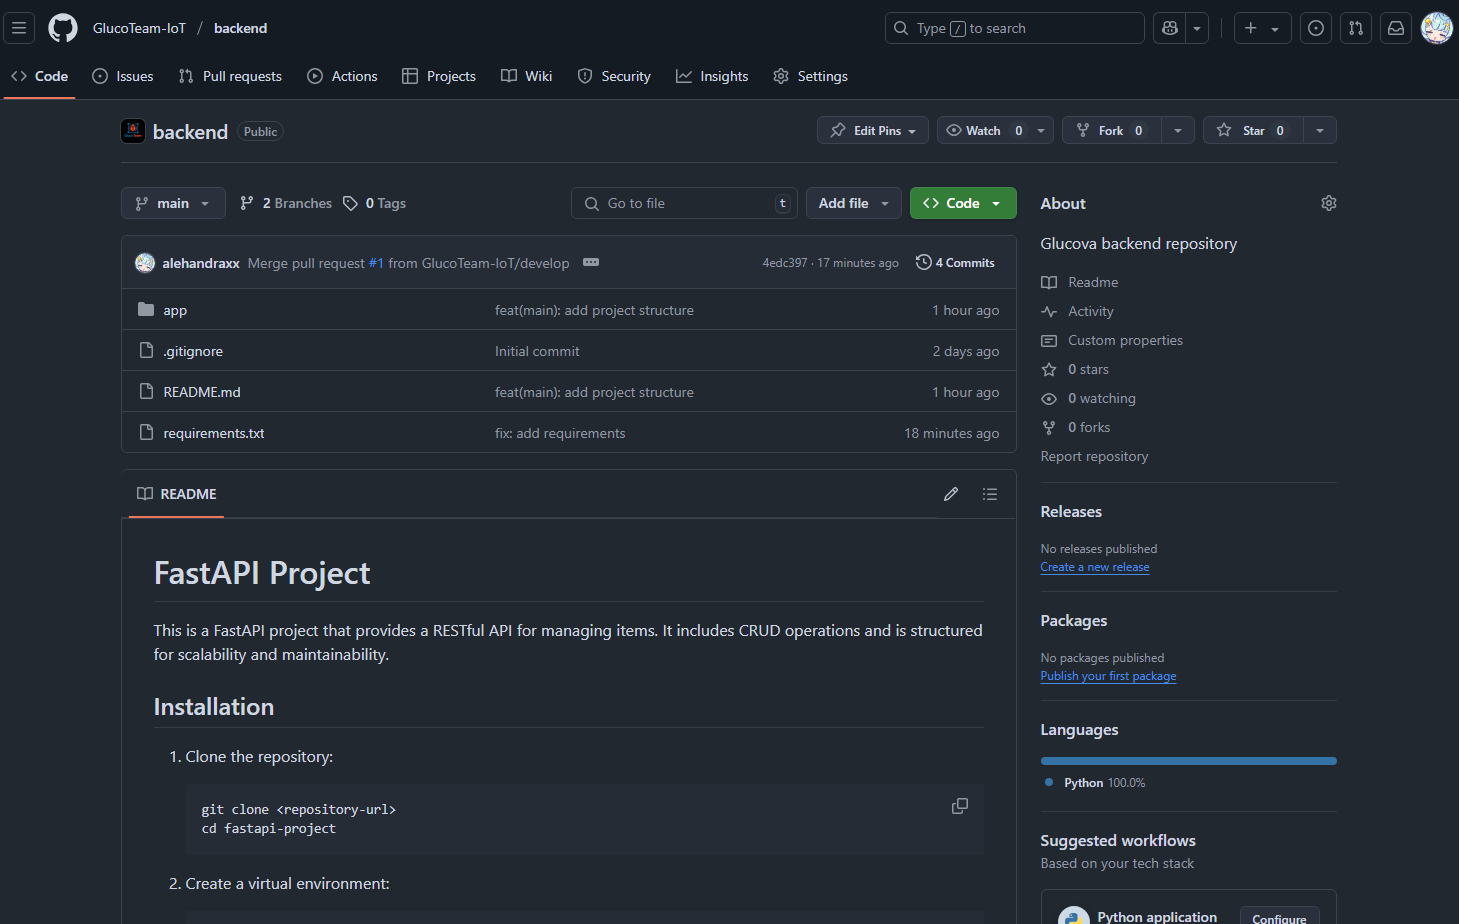 GlucoTeam-IoT / backend
Type / to search
Code
Issues
Pull requests
Actions
Projects
Wiki
Security
Insights
Settings
backend Public
Edit Pins
Watch 0
Fork 0
Star 0
main
2 Branches
0 Tags
Go to file t
Add file
Code
alehandraxx Merge pull request #1 from GlucoTeam-IoT/develop 4edc397 · 17 minutes ago 4 Commits
app feat(main): add project structure 1 hour ago
.gitignore Initial commit 2 days ago
README.md feat(main): add project structure 1 hour ago
requirements.txt fix: add requirements 18 minutes ago
README
FastAPI Project
This is a FastAPI project that provides a RESTful API for managing items. It includes CRUD operations and is structured
for scalability and maintainability.
Installation
1. Clone the repository:
git clone <repository-url>
cd fastapi-project
2. Create a virtual environment:
About
Glucova backend repository
Readme
Activity
Custom properties
0 stars
0 watching
0 forks
Report repository
Releases
No releases published
Create a new release
Packages
No packages published
Publish your first package
Languages
Python 100.0%
Suggested workflows
Based on your tech stack
Python application
Configure